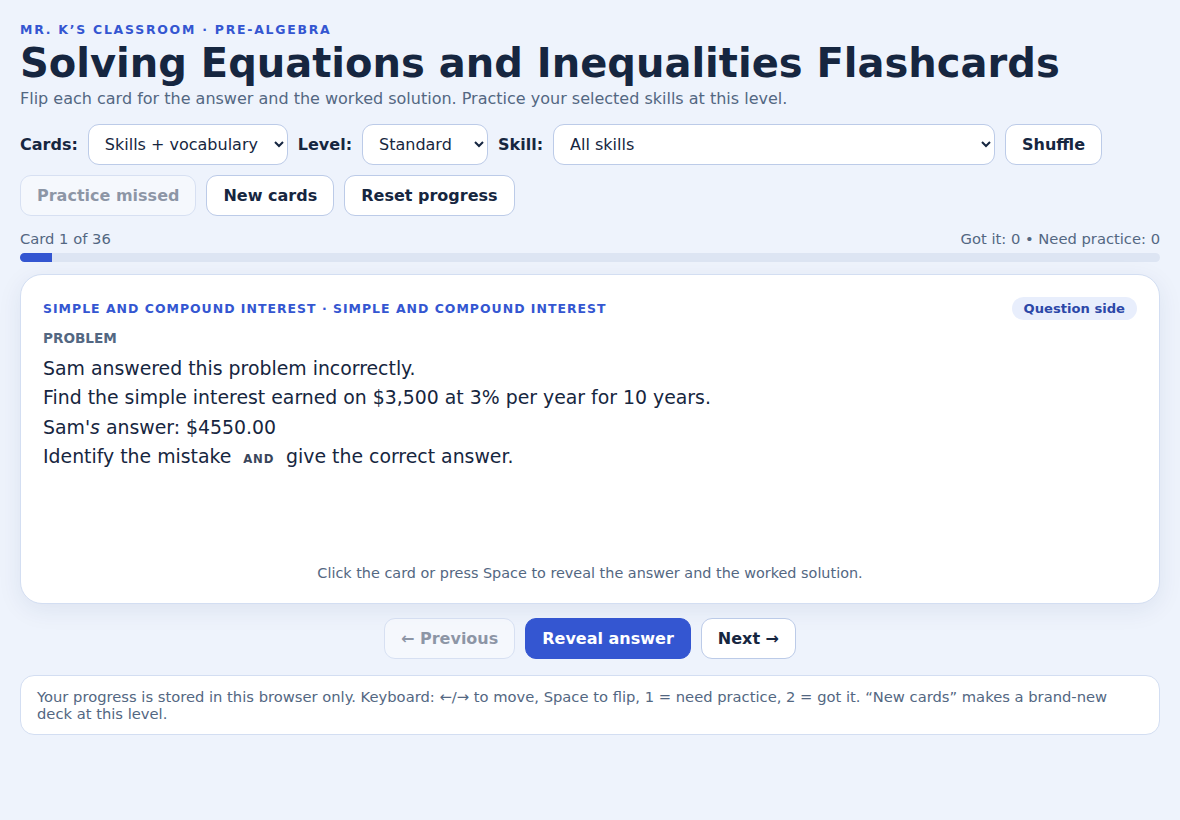 MR. K’S CLASSROOM · PRE-ALGEBRA
Solving Equations and Inequalities Flashcards
Flip each card for the answer and the worked solution. Practice your selected skills at this level.
Cards: Skills + vocabulary Level: Standard Skill: All skills Shuffle
Practice missed New cards Reset progress
Card 1 of 36 Got it: 0 • Need practice: 0
SIMPLE AND COMPOUND INTEREST · SIMPLE AND COMPOUND INTEREST Question side
PROBLEM
Sam answered this problem incorrectly.
Find the simple interest earned on $3,500 at 3% per year for 10 years.
Sam's answer: $4550.00
Identify the mistake AND give the correct answer.
Click the card or press Space to reveal the answer and the worked solution.
← Previous Reveal answer Next →
Your progress is stored in this browser only. Keyboard: ←/→ to move, Space to flip, 1 = need practice, 2 = got it. “New cards” makes a brand-new
deck at this level.